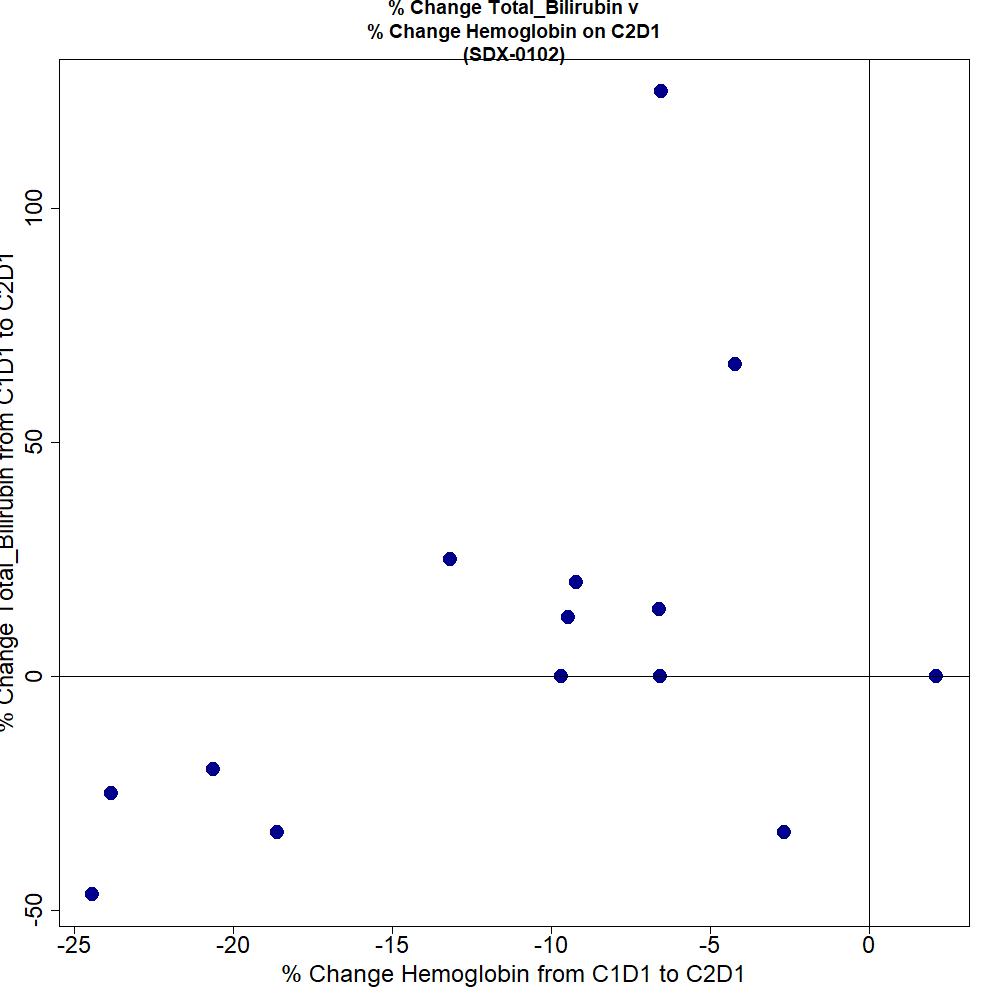 % Change Total_Bilirubin v
% Change Hemoglobin on C2D1
(SDX-0102)
% Change Total_Bilirubin from C1D1 to C2D1
100
50
0
-50
-25
-20
-15
-10
-5
0
% Change Hemoglobin from C1D1 to C2D1